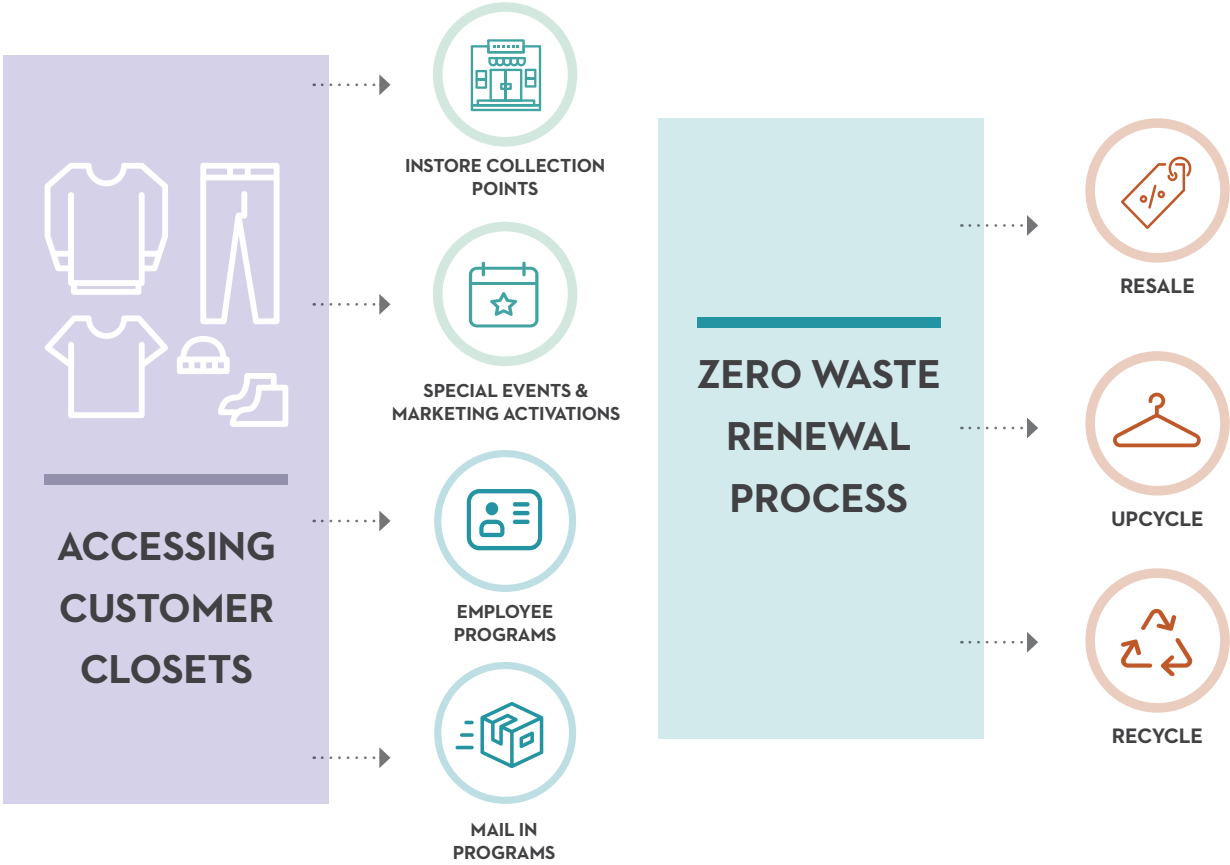 ACCESSING
CUSTOMER
CLOSETS
INSTORE COLLECTION
POINTS
SPECIAL EVENTS &
MARKETING ACTIVATIONS
EMPLOYEE
PROGRAMS
MAIL IN
PROGRAMS
ZERO WASTE
RENEWAL
PROCESS
RESALE
UPCYCLE
RECYCLE